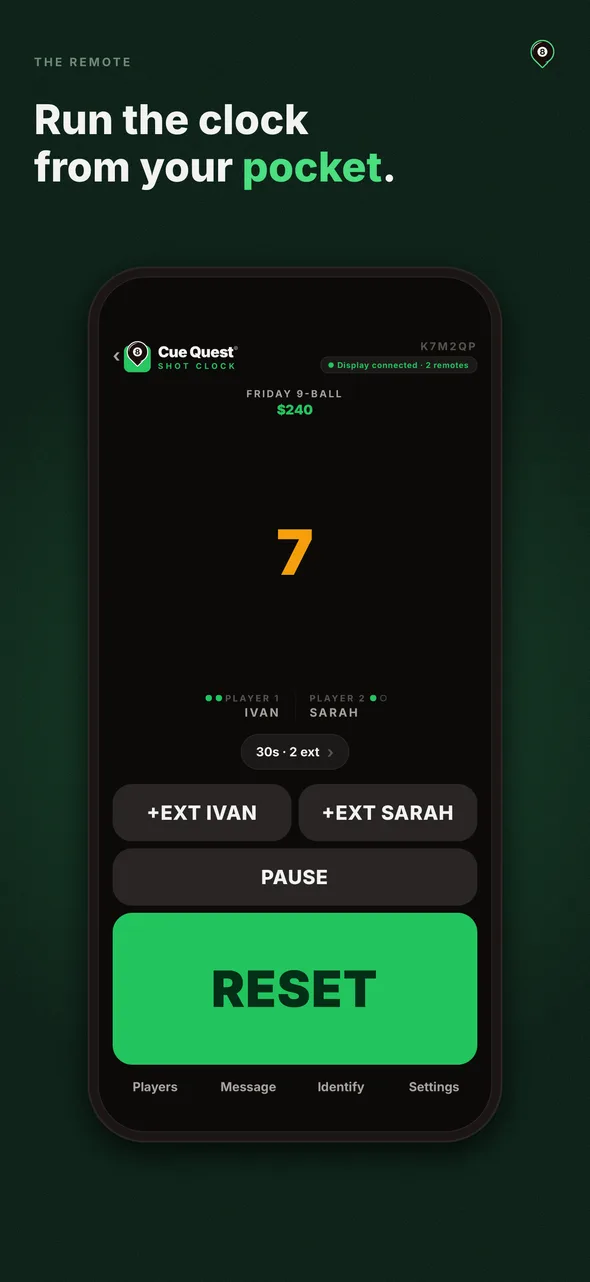 THE REMOTE
8
Run the clock
from your pocket.
8
Cue Quest®
SHOT CLOCK
K7M2QP
Display connected · 2 remotes
FRIDAY 9-BALL
$240
7
PLAYER 1
IVAN
PLAYER 2
SARAH
30s · 2 ext ›
+EXT IVAN
+EXT SARAH
PAUSE
RESET
Players
Message
Identify
Settings